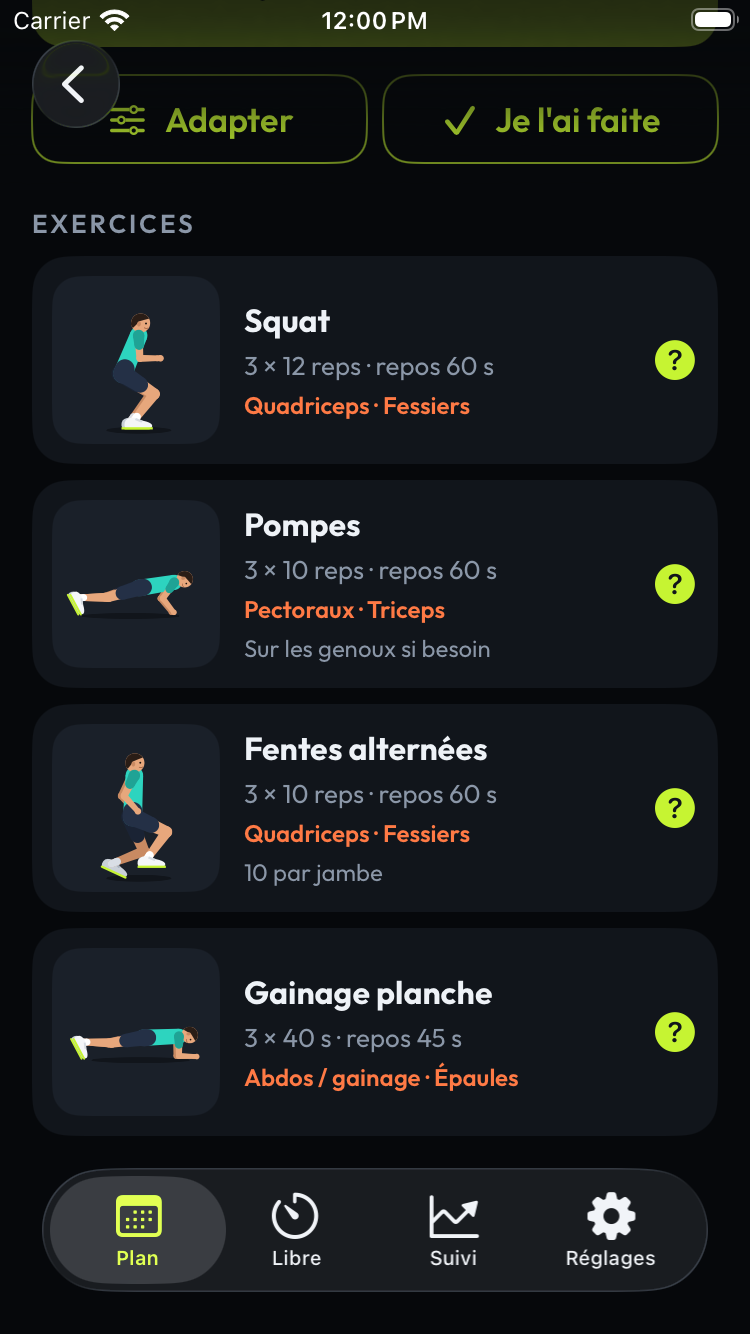 Carrier 12:00 PM
Adapter
Je l'ai faite
EXERCICES
Squat
3 × 12 reps · repos 60 s
Quadriceps · Fessiers
?
Pompes
3 × 10 reps · repos 60 s
Pectoraux · Triceps
Sur les genoux si besoin
?
Fentes alternées
3 × 10 reps · repos 60 s
Quadriceps · Fessiers
10 par jambe
?
Gainage planche
3 × 40 s · repos 45 s
Abdos / gainage · Épaules
?
Plan
Libre
Suivi
Réglages